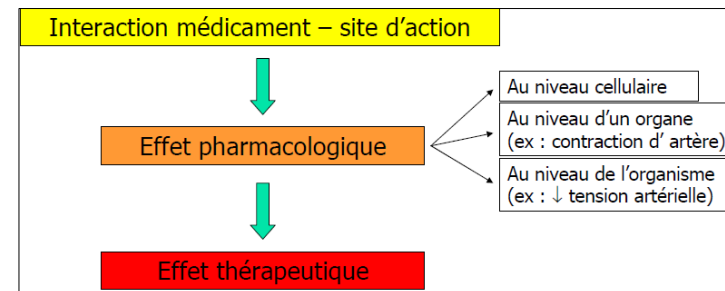 Interaction médicament – site d'action
Au niveau cellulaire
Au niveau d'un organe
(ex : contraction d' artère)
Effet pharmacologique
Au niveau de l'organisme
(ex : ↓ tension artérielle)
Effet thérapeutique